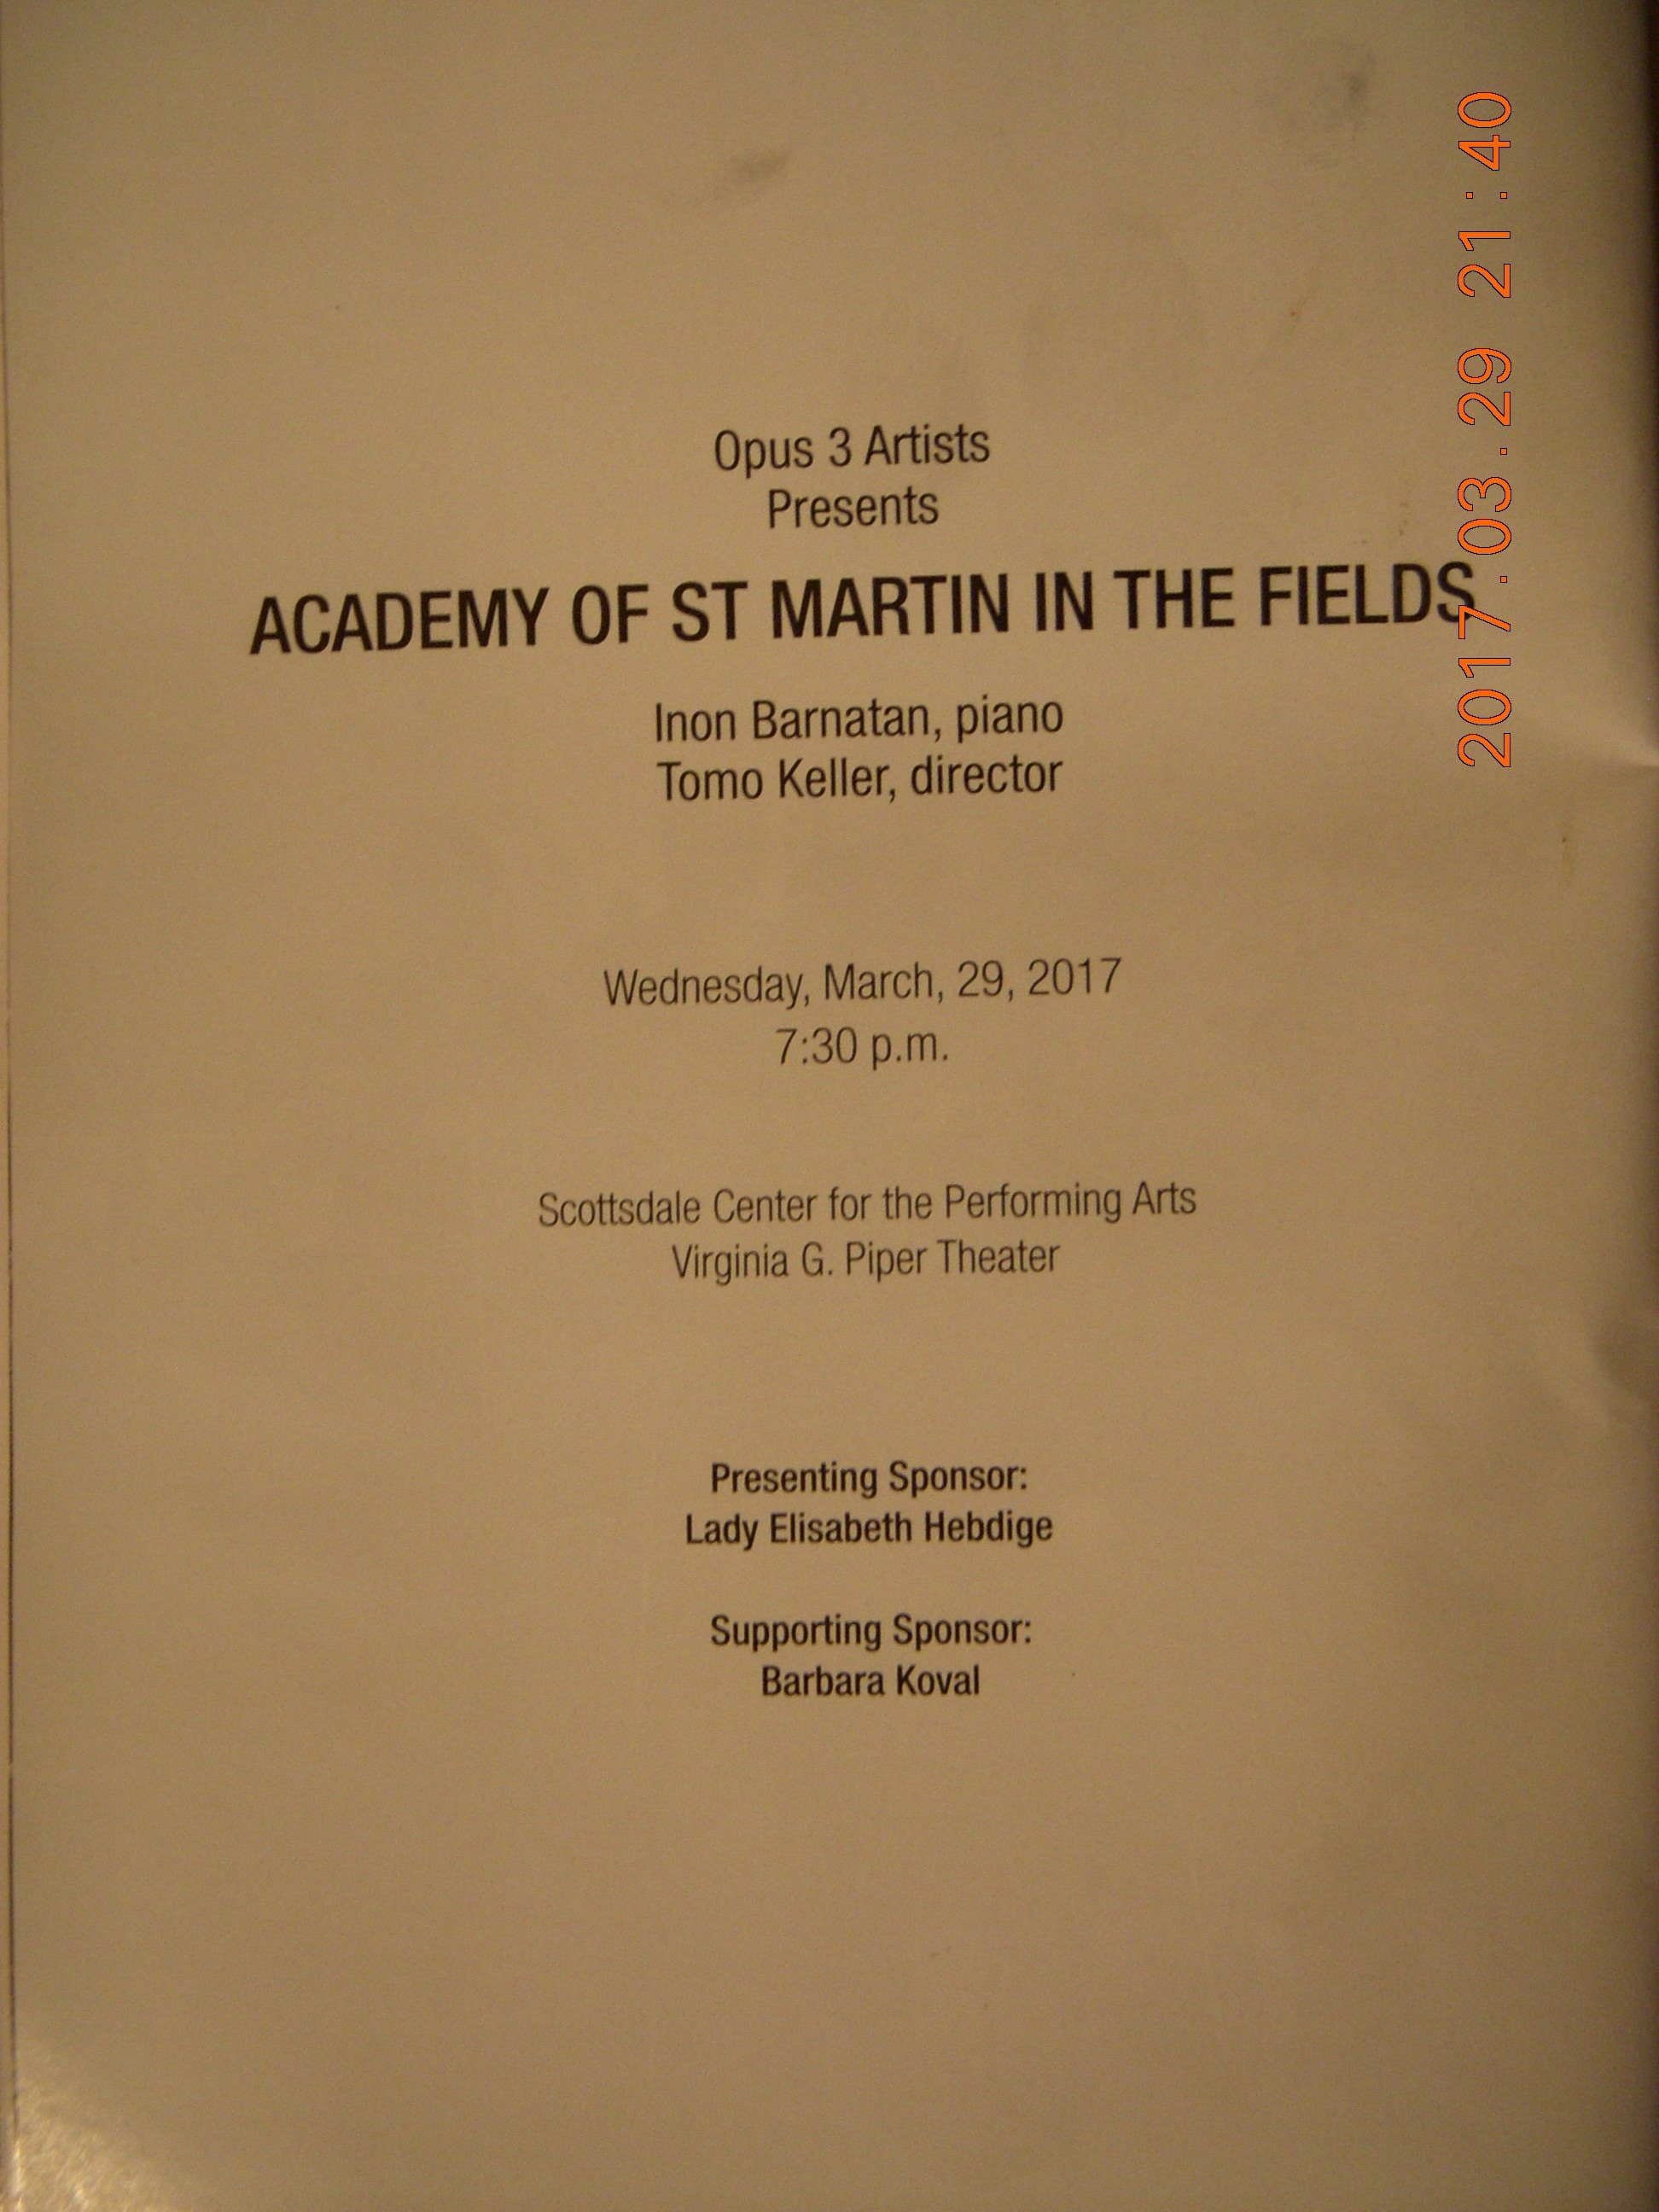 Opus 3 Artists
Presents
ACADEMY OF ST MARTIN IN THE FIELDS
Inon Barnatan, piano
Tomo Keller, director
Wednesday, March, 29, 2017
7:30 p.m.
Scottsdale Center for the Performing Arts
Virginia G. Piper Theater
Presenting Sponsor:
Lady Elisabeth Hebdige
Supporting Sponsor:
Barbara Koval
2017.03.29 21:40